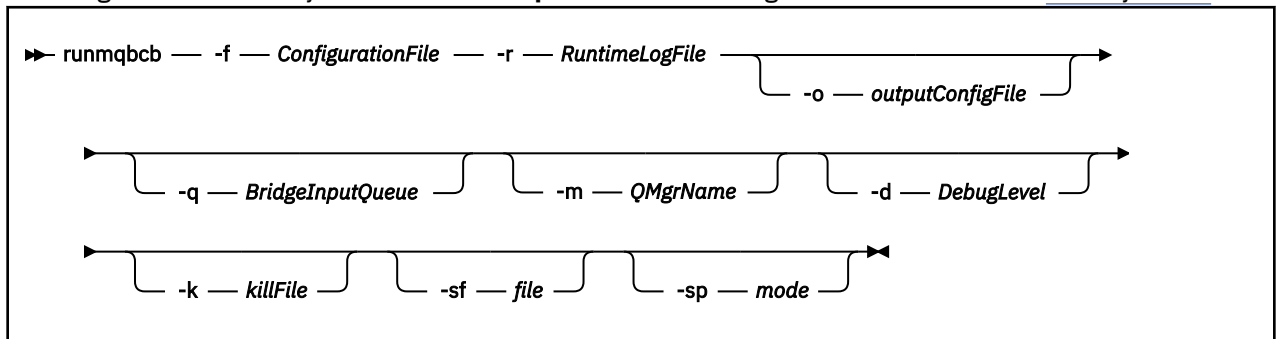 runmqbcb -f ConfigurationFile -r RuntimeLogFile
-o outputConfigFile
-q BridgeInputQueue -m QMgrName -d DebugLevel
-k killFile -sf file -sp mode